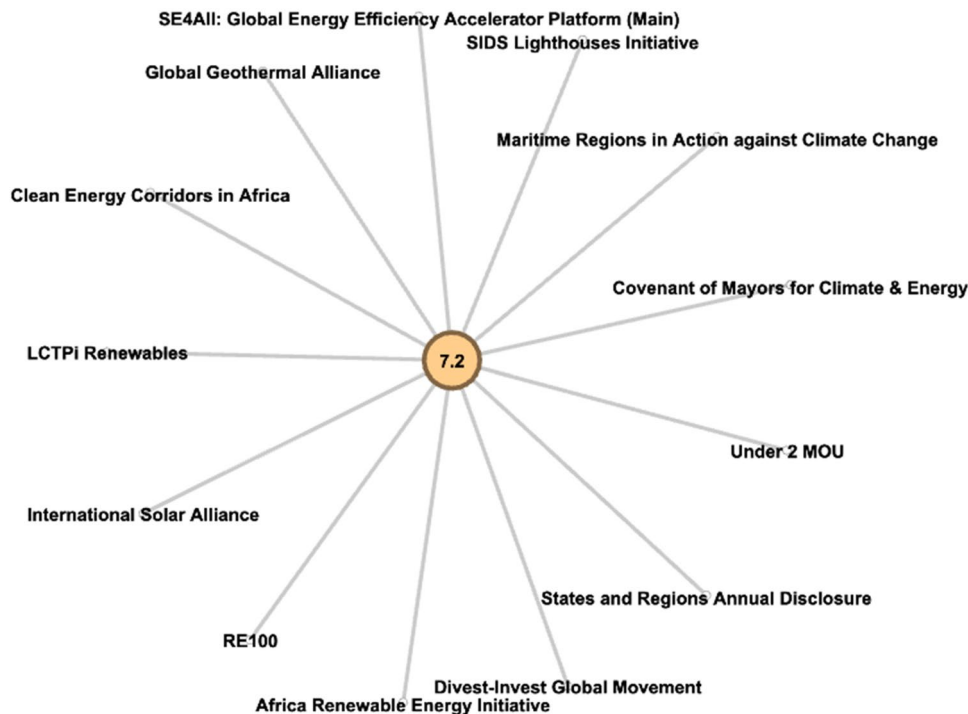 SE4All: Global Energy Efficiency Accelerator Platform (Main)
SIDS Lighthouses Initiative
Global Geothermal Alliance
Maritime Regions in Action against Climate Change
Clean Energy Corridors in Africa
Covenant of Mayors for Climate & Energy
LCTPi Renewables
7.2
Under 2 MOU
International Solar Alliance
States and Regions Annual Disclosure
RE100
Divest-Invest Global Movement
Africa Renewable Energy Initiative